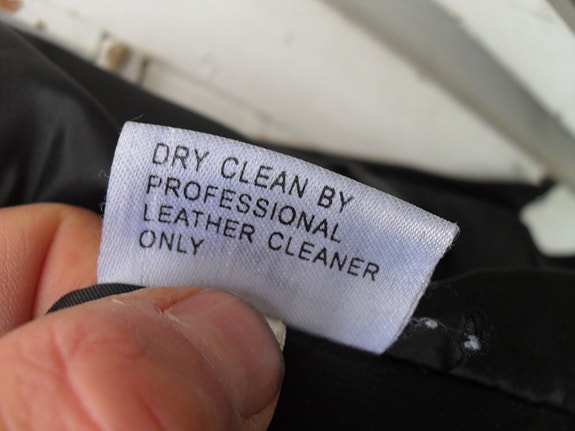 DRY CLEAN BY
PROFESSIONAL
LEATHER CLEANER
ONLY